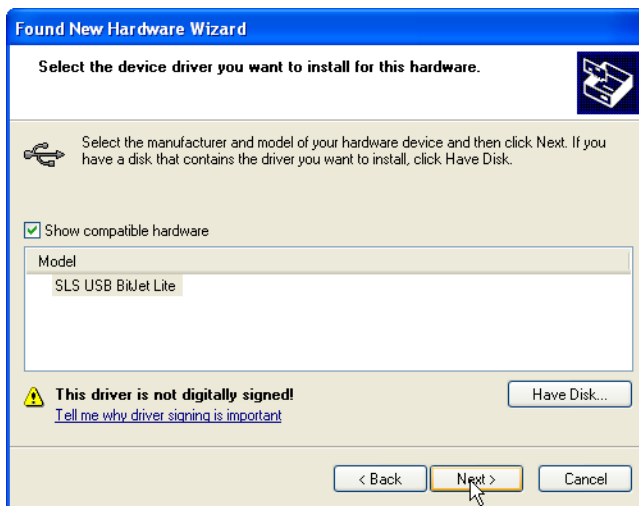 Found New Hardware Wizard
Select the device driver you want to install for this hardware.
Select the manufacturer and model of your hardware device and then click Next. If you
have a disk that contains the driver you want to install, click Have Disk.
Show compatible hardware
Model
SLS USB BitJet Lite
This driver is not digitally signed!
Have Disk...
Tell me why driver signing is important
< Back
Next >
Cancel